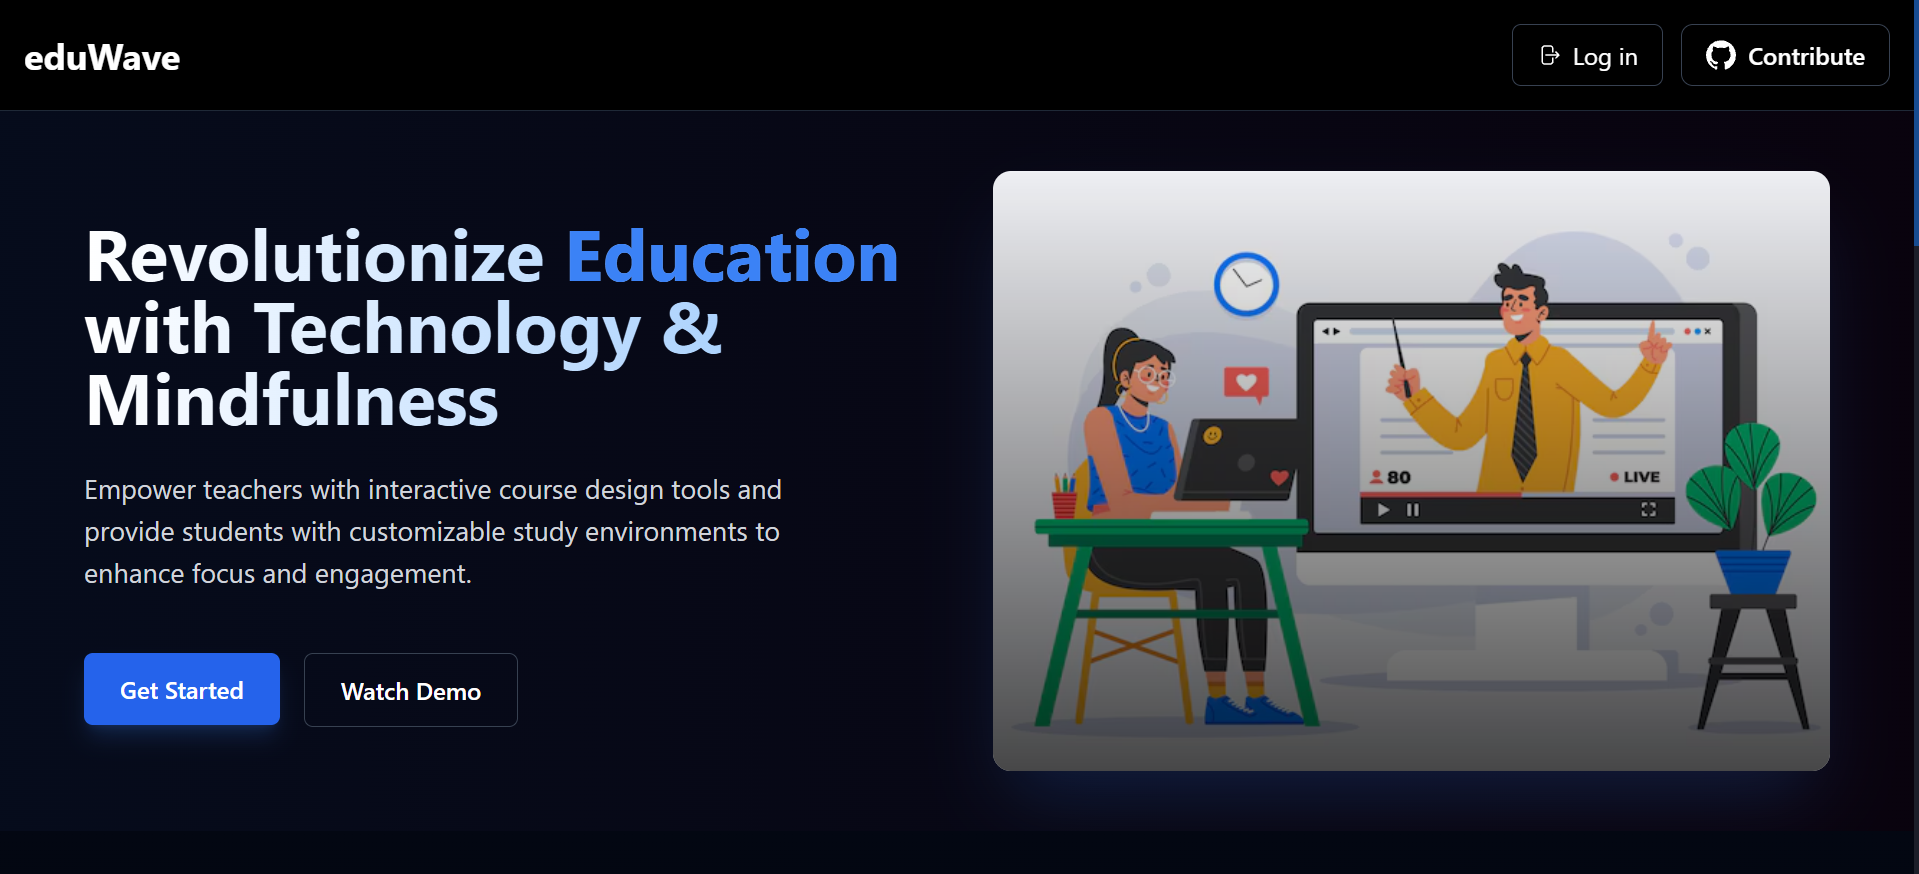 eduWave
Log in
Contribute
Revolutionize Education
with Technology &
Mindfulness
Empower teachers with interactive course design tools and
provide students with customizable study environments to
enhance focus and engagement.
Get Started
Watch Demo
80
LIVE